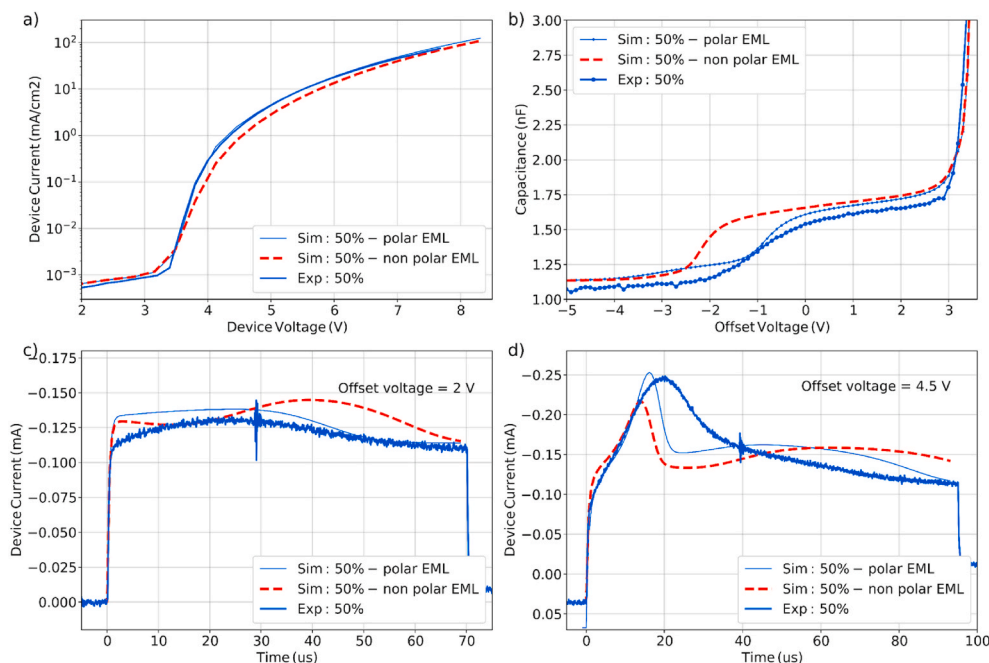 a)
10²
10¹
10⁰
10⁻¹
10⁻²
10⁻³
Device Current (mA/cm2)
Sim: 50% − polar EML
Sim: 50% − non polar EML
Exp: 50%
2 3 4 5 6 7 8
Device Voltage (V)
b)
3.00
2.75
2.50
2.25
2.00
1.75
1.50
1.25
1.00
Capacitance (nF)
Sim: 50% − polar EML
Sim: 50% − non polar EML
Exp: 50%
−5 −4 −3 −2 −1 0 1 2 3
Offset Voltage (V)
c)
−0.175
−0.150
−0.125
−0.100
−0.075
−0.050
−0.025
0.000
Device Current (mA)
Offset voltage = 2 V
Sim: 50% − polar EML
Sim: 50% − non polar EML
Exp: 50%
0 10 20 30 40 50 60 70
Time (us)
d)
−0.25
−0.20
−0.15
−0.10
−0.05
0.00
0.05
Device Current (mA)
Offset voltage = 4.5 V
Sim: 50% − polar EML
Sim: 50% − non polar EML
Exp: 50%
0 20 40 60 80 100
Time (us)